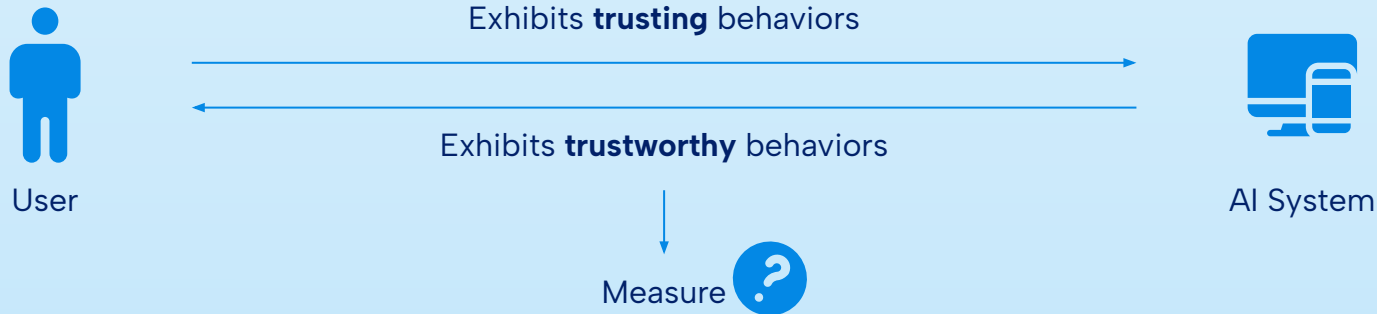 Exhibits trusting behaviors
Exhibits trustworthy behaviors
User
AI System
Measure ?